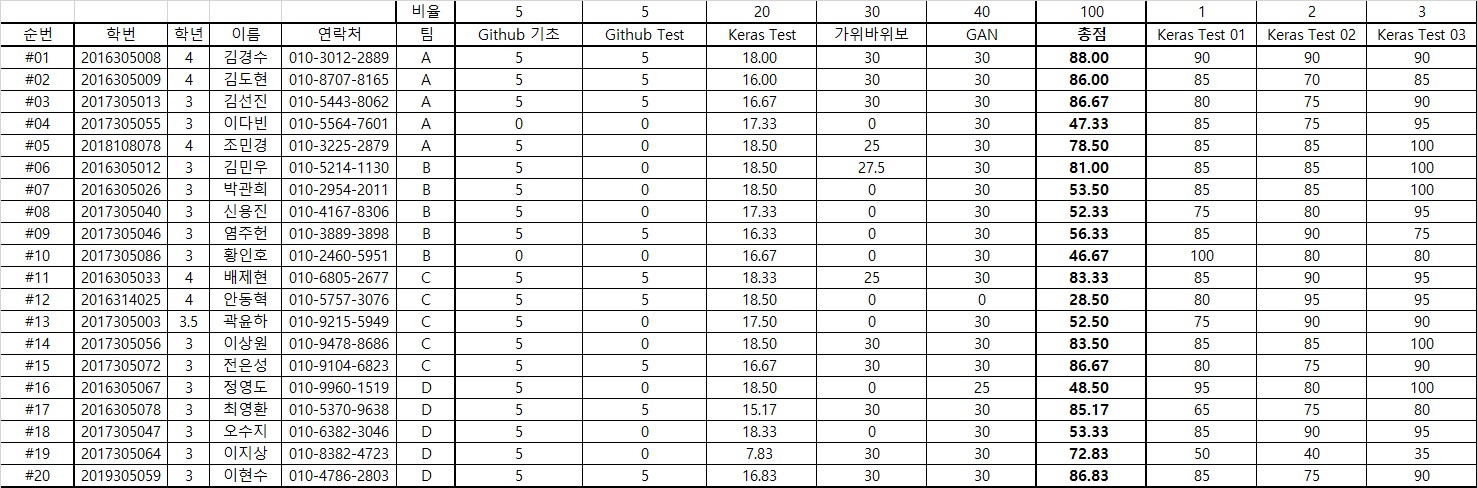 비율 5 5 20 30 40 100 1 2 3
순번 학번 학년 이름 연락처 팀 Github 기초 Github Test Keras Test 가위바위보 GAN 총점 Keras Test 01 Keras Test 02 Keras Test 03
#01 2016305008 4 김경수 010-3012-2889 A 5 5 18.00 30 30 88.00 90 90 90
#02 2016305009 4 김도현 010-8707-8165 A 5 5 16.00 30 30 86.00 85 70 85
#03 2017305013 3 김선진 010-5443-8062 A 5 5 16.67 30 30 86.67 80 75 90
#04 2017305055 3 이다빈 010-5564-7601 A 0 0 17.33 0 30 47.33 85 75 95
#05 2018108078 4 조민경 010-3225-2879 A 5 0 18.50 25 30 78.50 85 85 100
#06 2016305012 3 김민우 010-5214-1130 B 5 0 18.50 27.5 30 81.00 85 85 100
#07 2016305026 3 박관희 010-2954-2011 B 5 0 18.50 0 30 53.50 85 85 100
#08 2017305040 3 신용진 010-4167-8306 B 5 0 17.33 0 30 52.33 75 80 95
#09 2017305046 3 염주헌 010-3889-3898 B 5 5 16.33 0 30 56.33 85 90 75
#10 2017305086 3 황인호 010-2460-5951 B 0 0 16.67 0 30 46.67 100 80 80
#11 2016305033 4 배제현 010-6805-2677 C 5 5 18.33 25 30 83.33 85 90 95
#12 2016314025 4 안동혁 010-5757-3076 C 5 5 18.50 0 0 28.50 80 95 95
#13 2017305003 3.5 곽윤하 010-9215-5949 C 5 0 17.50 0 30 52.50 75 90 90
#14 2017305056 3 이상원 010-9478-8686 C 5 0 18.50 30 30 83.50 85 85 100
#15 2017305072 3 전은성 010-9104-6823 C 5 5 16.67 30 30 86.67 80 75 90
#16 2016305067 3 정영도 010-9960-1519 D 5 0 18.50 0 25 48.50 95 80 100
#17 2016305078 3 최영환 010-5370-9638 D 5 5 15.17 30 30 85.17 65 75 80
#18 2017305047 3 오수지 010-6382-3046 D 5 0 18.33 0 30 53.33 85 90 95
#19 2017305064 3 이지상 010-8382-4723 D 5 0 7.83 30 30 72.83 50 40 35
#20 2019305059 3 이현수 010-4786-2803 D 5 5 16.83 30 30 86.83 85 75 90